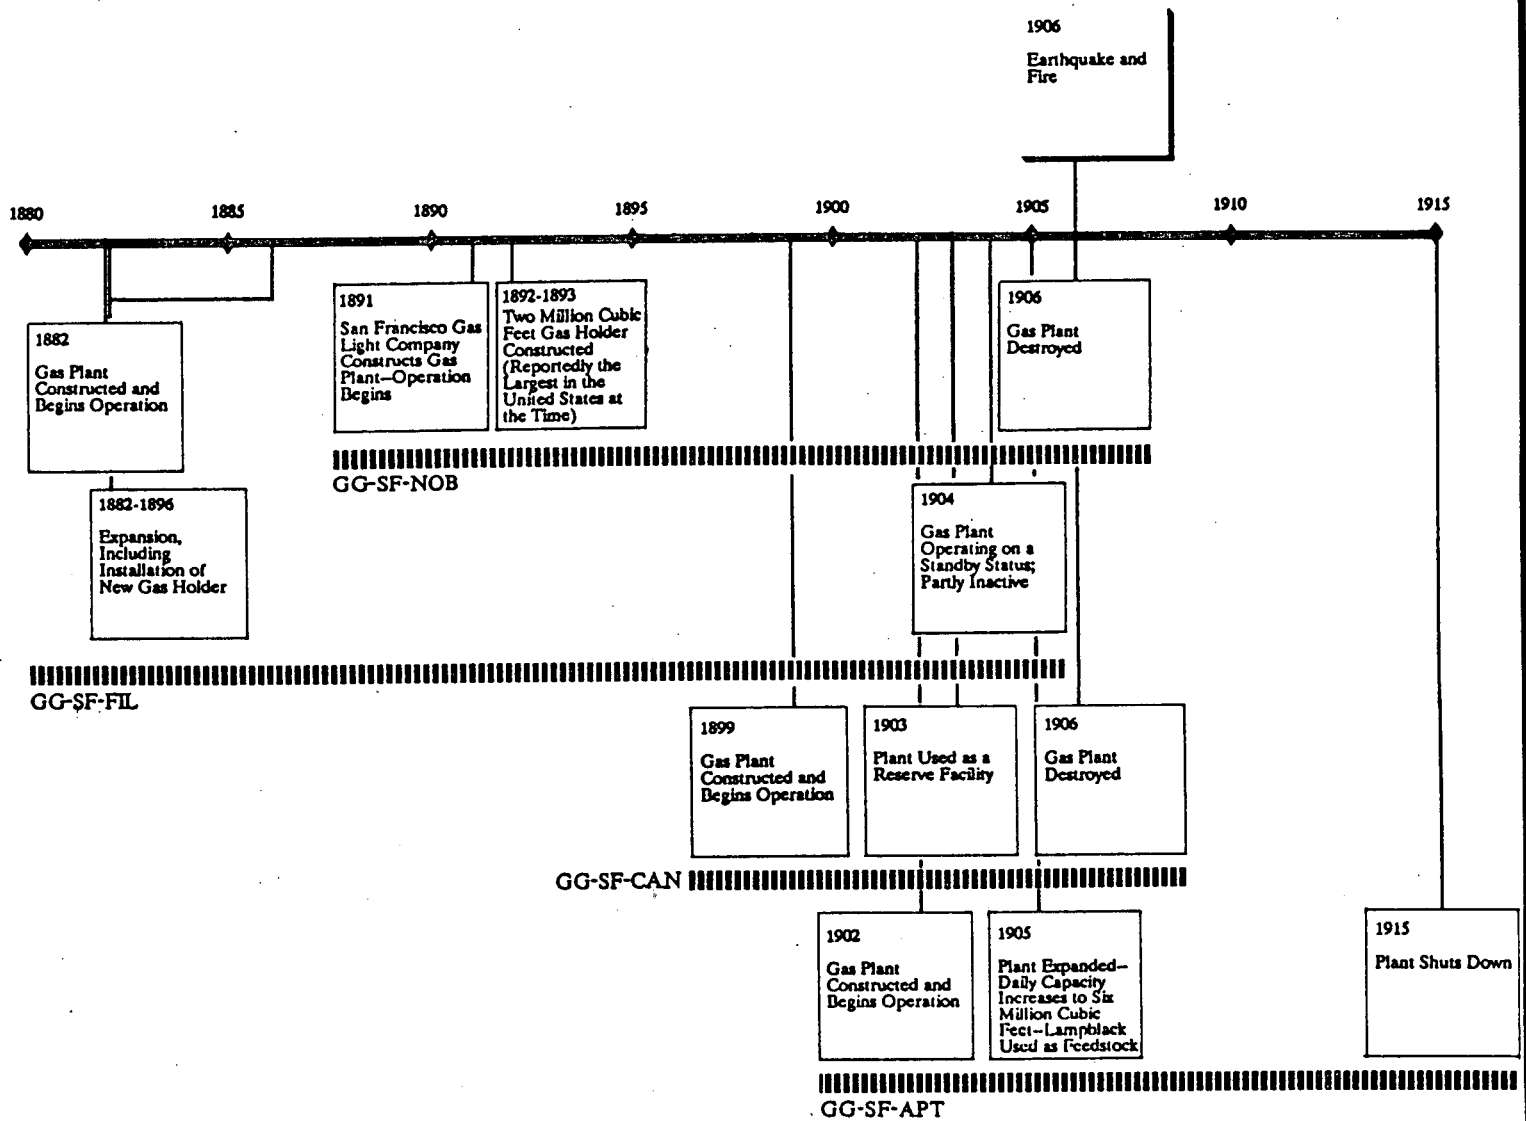 1906
Earthquake and
Fire
1880
1885
1890
1895
1900
1905
1910
1915
1882
Gas Plant
Constructed and
Begins Operation
1891
San Francisco Gas
Light Company
Constructs Gas
Plant–Operation
Begins
1892-1893
Two Million Cubic
Feet Gas Holder
Constructed
(Reportedly the
Largest in the
United States at
the Time)
1906
Gas Plant
Destroyed
GG-SF-NOB
1882-1896
Expansion,
Including
Installation of
New Gas Holder
1904
Gas Plant
Operating on a
Standby Status;
Partly Inactive
GG-SF-FIL
1899
Gas Plant
Constructed and
Begins Operation
1903
Plant Used as a
Reserve Facility
1906
Gas Plant
Destroyed
GG-SF-CAN
1902
Gas Plant
Constructed and
Begins Operation
1905
Plant Expanded–
Daily Capacity
Increases to Six
Million Cubic
Feet–Lampblack
Used as Feedstock
1915
Plant Shuts Down
GG-SF-APT